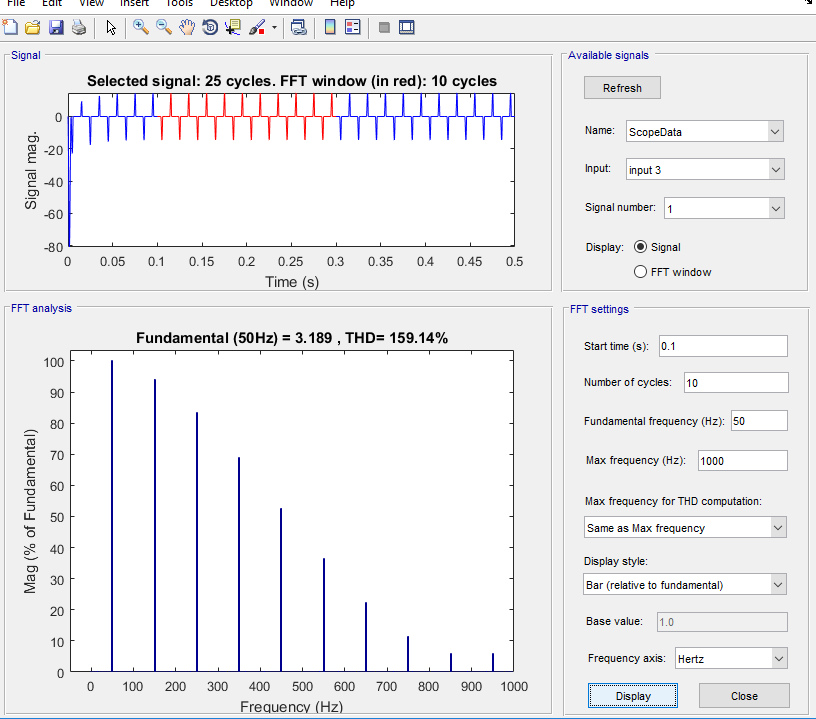 File Edit View Insert Tools Desktop Window Help
Signal
Selected signal: 25 cycles. FFT window (in red): 10 cycles
Signal mag.
0
-20
-40
-60
-80
0 0.05 0.1 0.15 0.2 0.25 0.3 0.35 0.4 0.45 0.5
Time (s)
Available signals
Refresh
Name: ScopeData
Input: input 3
Signal number: 1
Display: Signal
FFT window
FFT analysis
Fundamental (50Hz) = 3.189 , THD= 159.14%
Mag (% of Fundamental)
100
90
80
70
60
50
40
30
20
10
0
0 100 200 300 400 500 600 700 800 900 1000
Frequency (Hz)
FFT settings
Start time (s): 0.1
Number of cycles: 10
Fundamental frequency (Hz): 50
Max frequency (Hz): 1000
Max frequency for THD computation:
Same as Max frequency
Display style:
Bar (relative to fundamental)
Base value: 1.0
Frequency axis: Hertz
Display Close